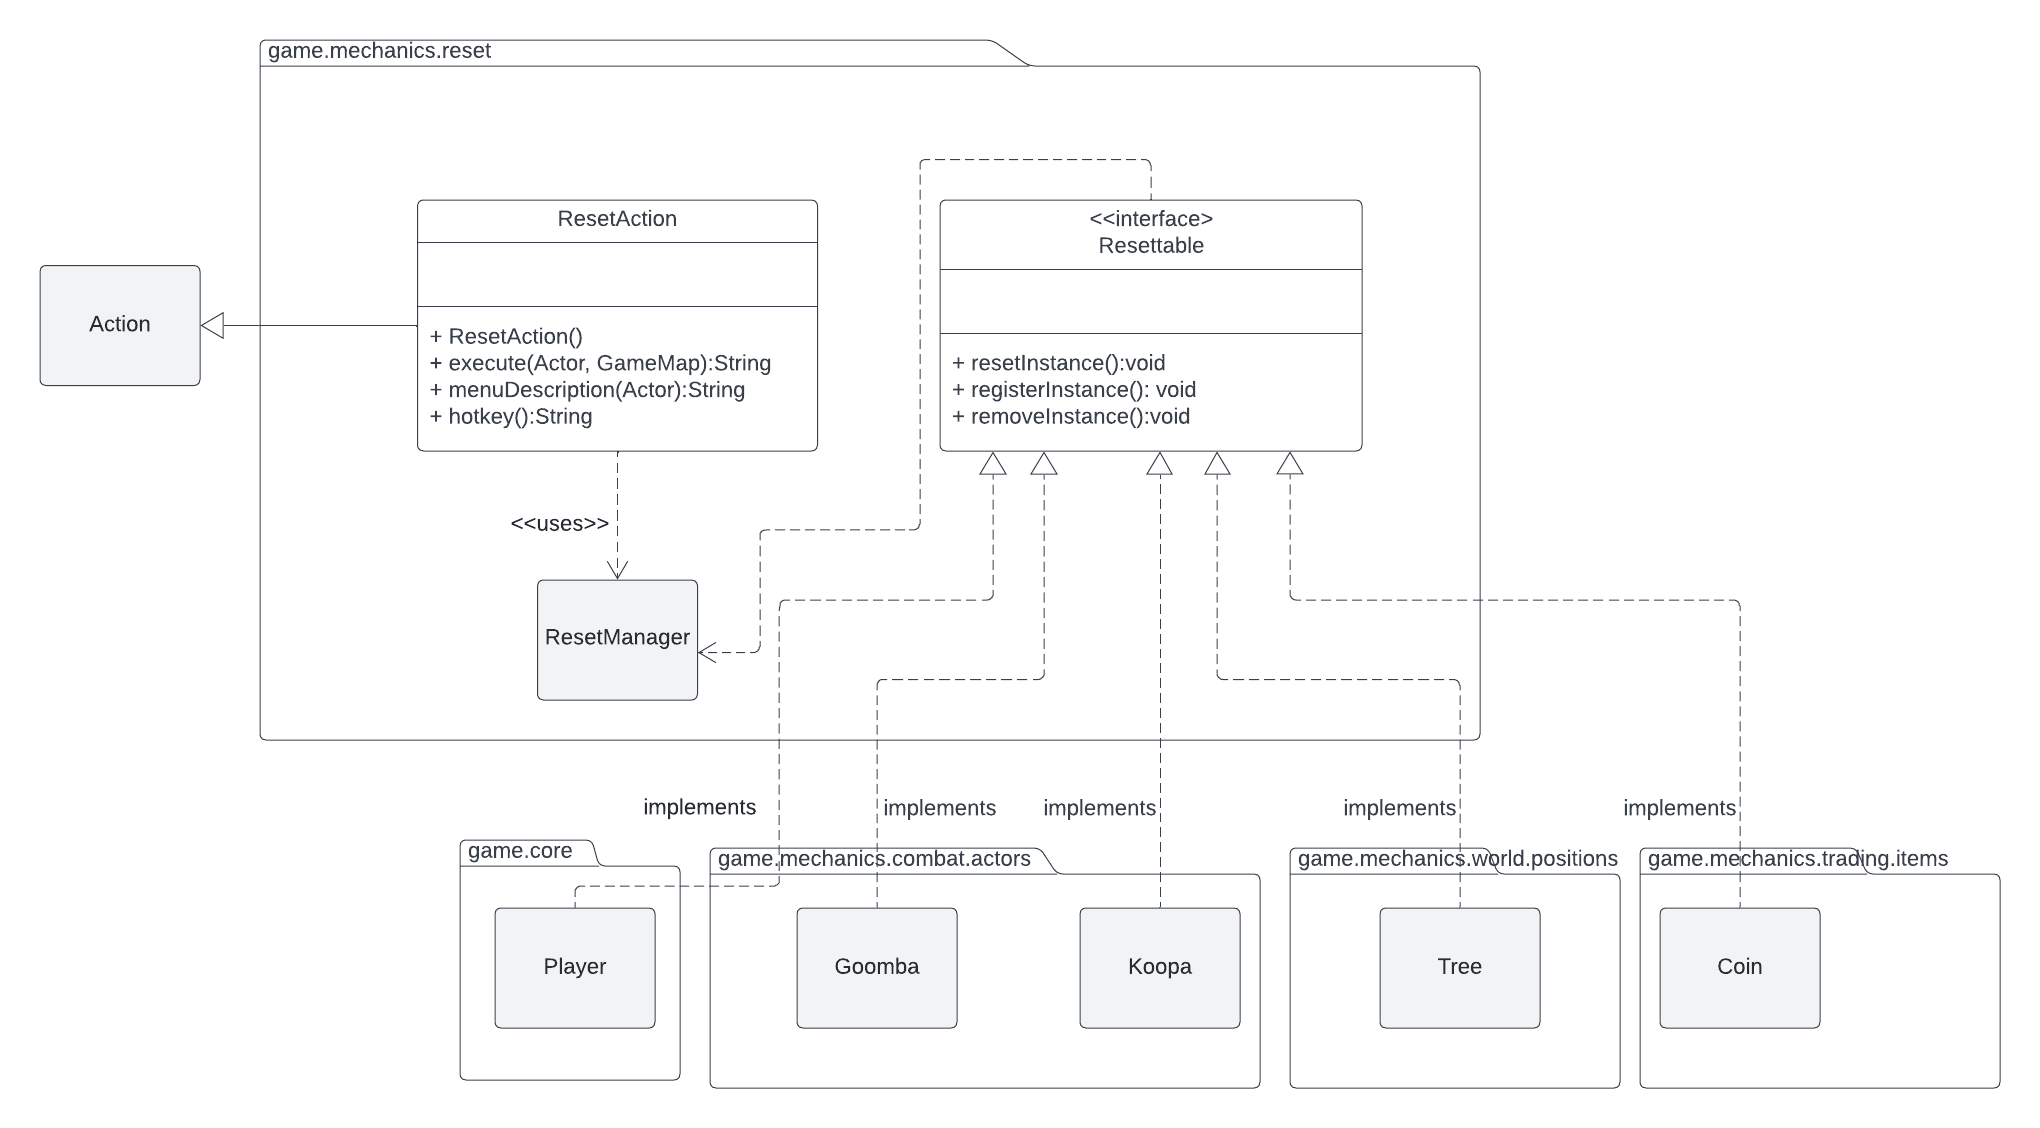 game.mechanics.reset
ResetAction
+ ResetAction()
+ execute(Actor, GameMap):String
+ menuDescription(Actor):String
+ hotkey():String
<<interface>
Resettable
+ resetInstance():void
+ registerInstance(): void
+ removeInstance():void
Action
<<uses>>
ResetManager
implements
implements
implements
implements
implements
game.core
game.mechanics.combat.actors
game.mechanics.world.positions
game.mechanics.trading.items
Player
Goomba
Koopa
Tree
Coin